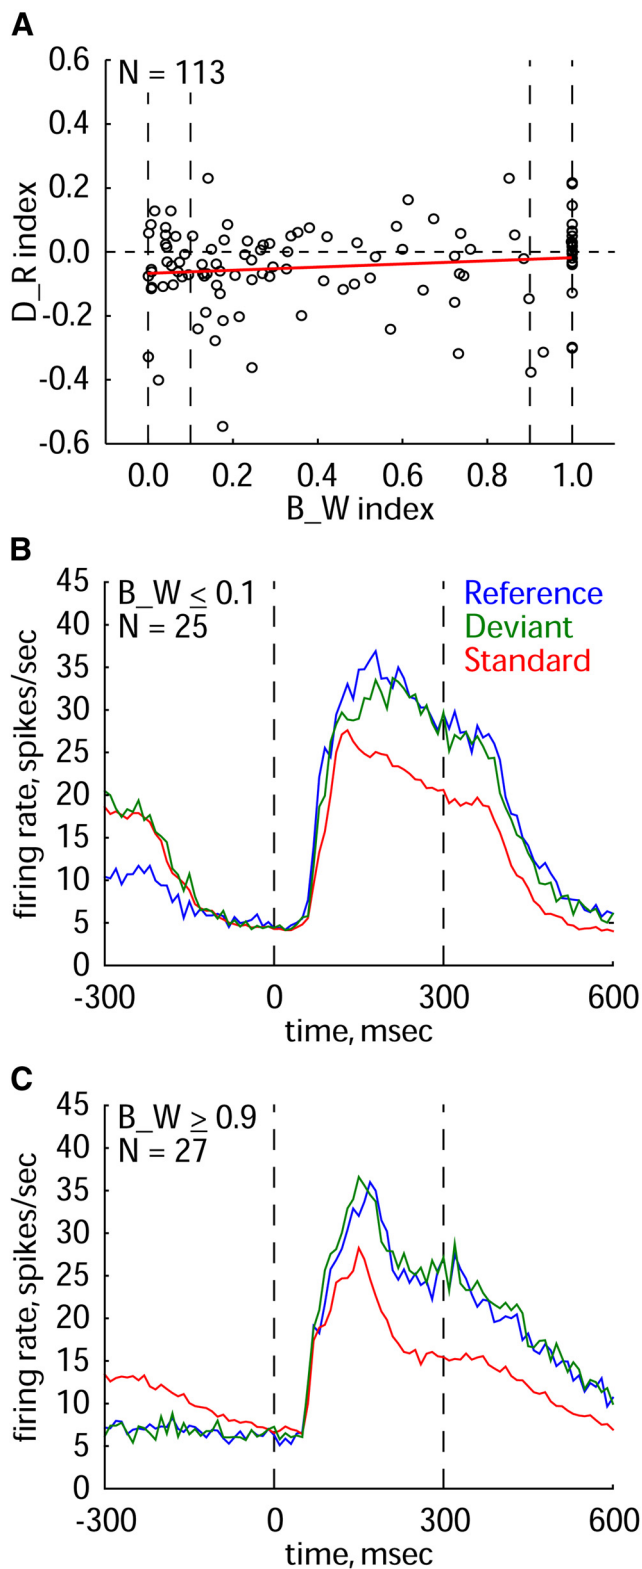 A
N = 113
D_R index
0.6
0.4
0.2
0.0
-0.2
-0.4
-0.6
0.0 0.2 0.4 0.6 0.8 1.0
B_W index
B
B_W ≤ 0.1
N = 25
Reference
Deviant
Standard
firing rate, spikes/sec
45
40
35
30
25
20
15
10
5
0
-300 0 300 600
time, msec
C
B_W ≥ 0.9
N = 27
firing rate, spikes/sec
45
40
35
30
25
20
15
10
5
0
-300 0 300 600
time, msec